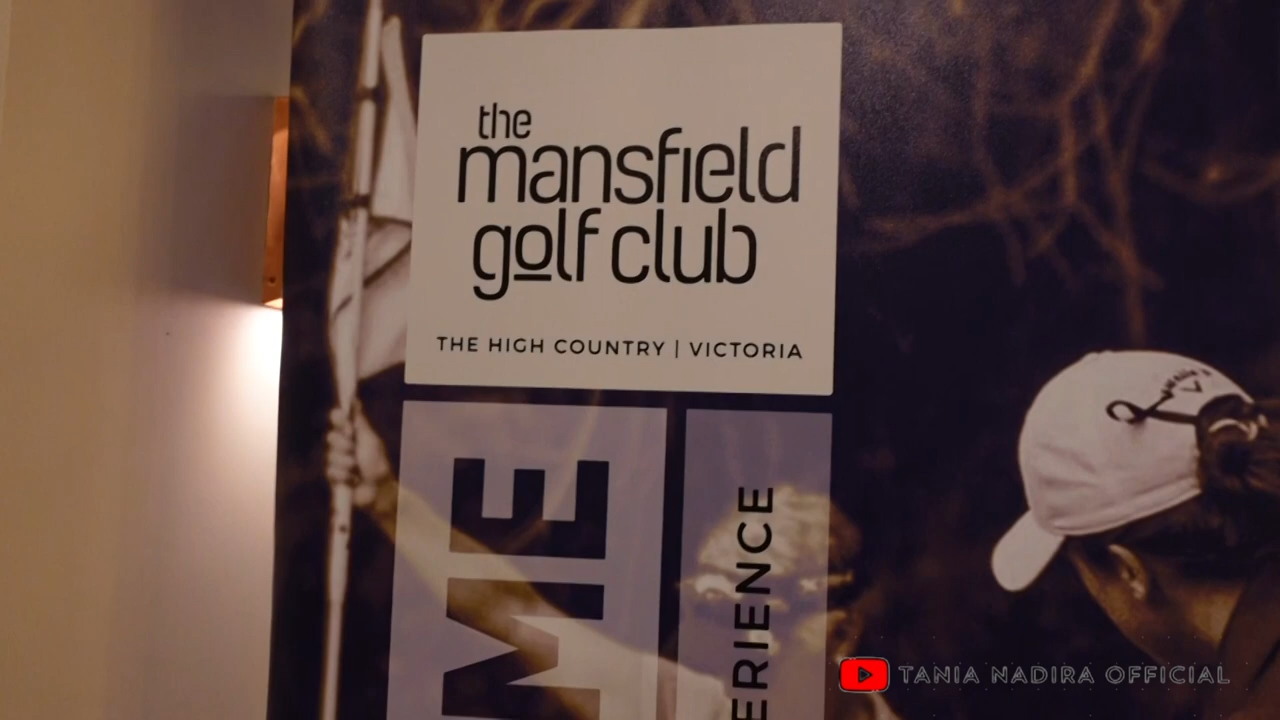 the
mansfield
golf club
THE HIGH COUNTRY | VICTORIA
ME
ERIENCE
TANIA NADIRA OFFICIAL